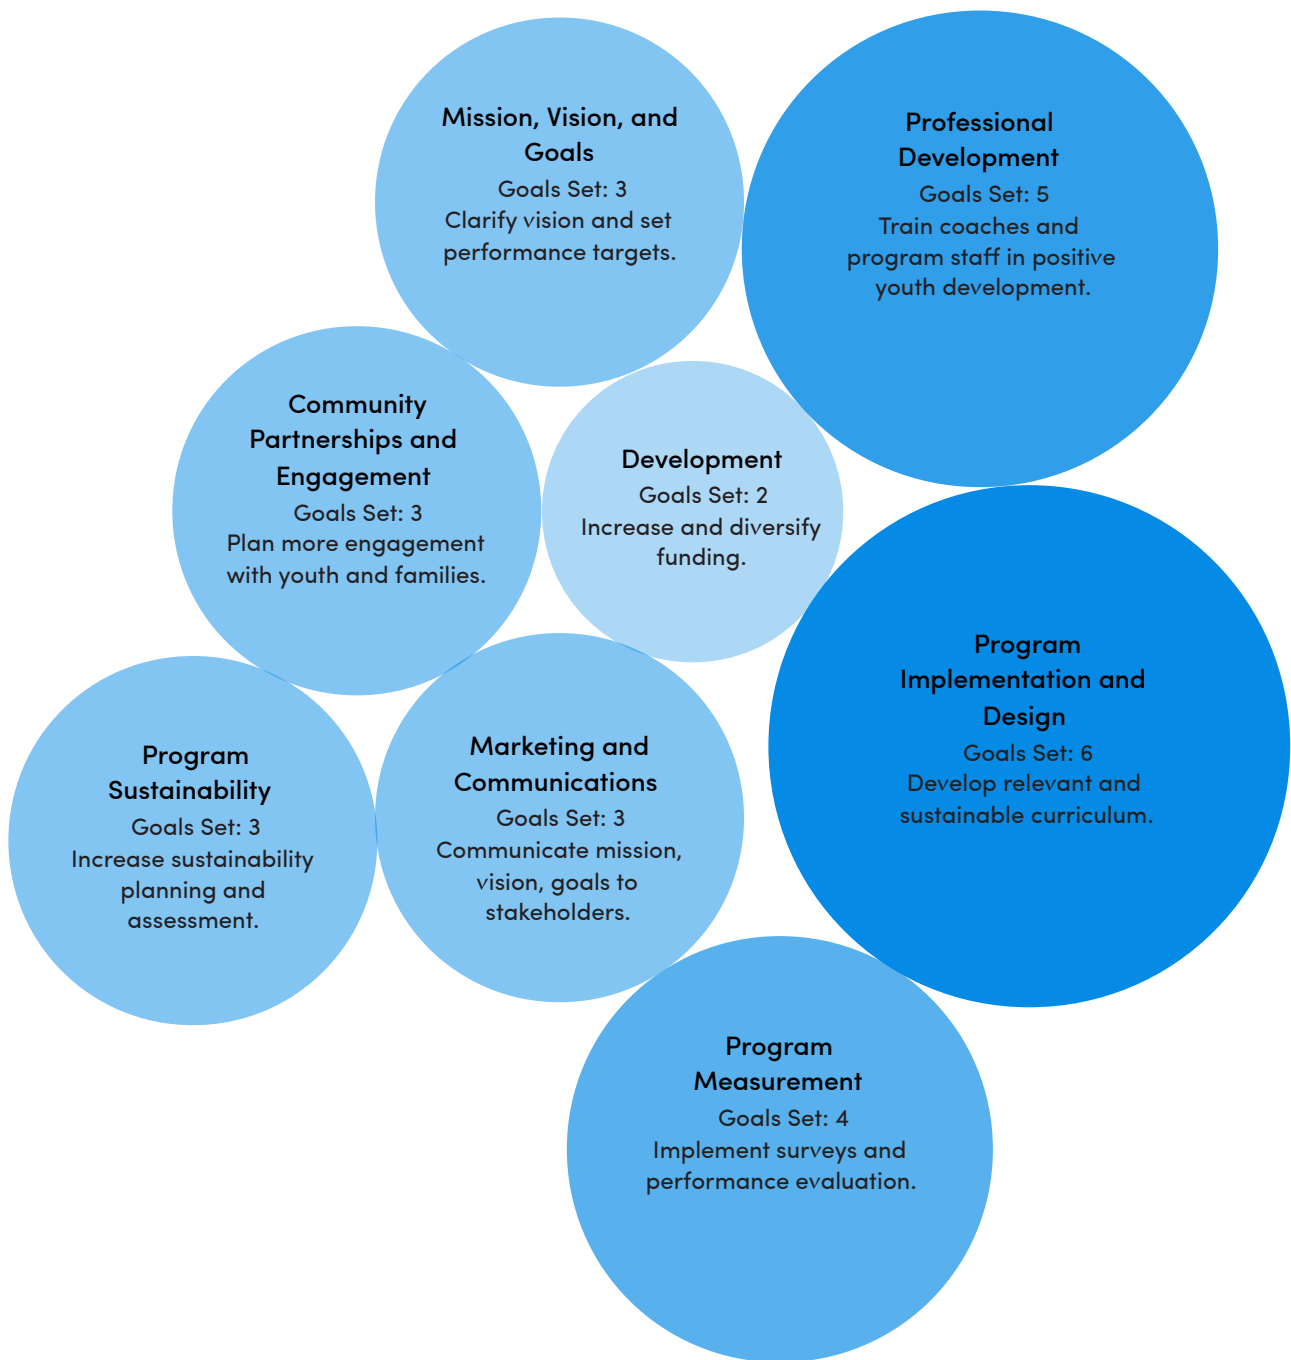 Mission, Vision, and
Goals
Goals Set: 3
Clarify vision and set
performance targets.
Professional
Development
Goals Set: 5
Train coaches and
program staff in positive
youth development.
Community
Partnerships and
Engagement
Goals Set: 3
Plan more engagement
with youth and families.
Development
Goals Set: 2
Increase and diversify
funding.
Program
Implementation and
Design
Goals Set: 6
Develop relevant and
sustainable curriculum.
Program
Sustainability
Goals Set: 3
Increase sustainability
planning and
assessment.
Marketing and
Communications
Goals Set: 3
Communicate mission,
vision, goals to
stakeholders.
Program
Measurement
Goals Set: 4
Implement surveys and
performance evaluation.